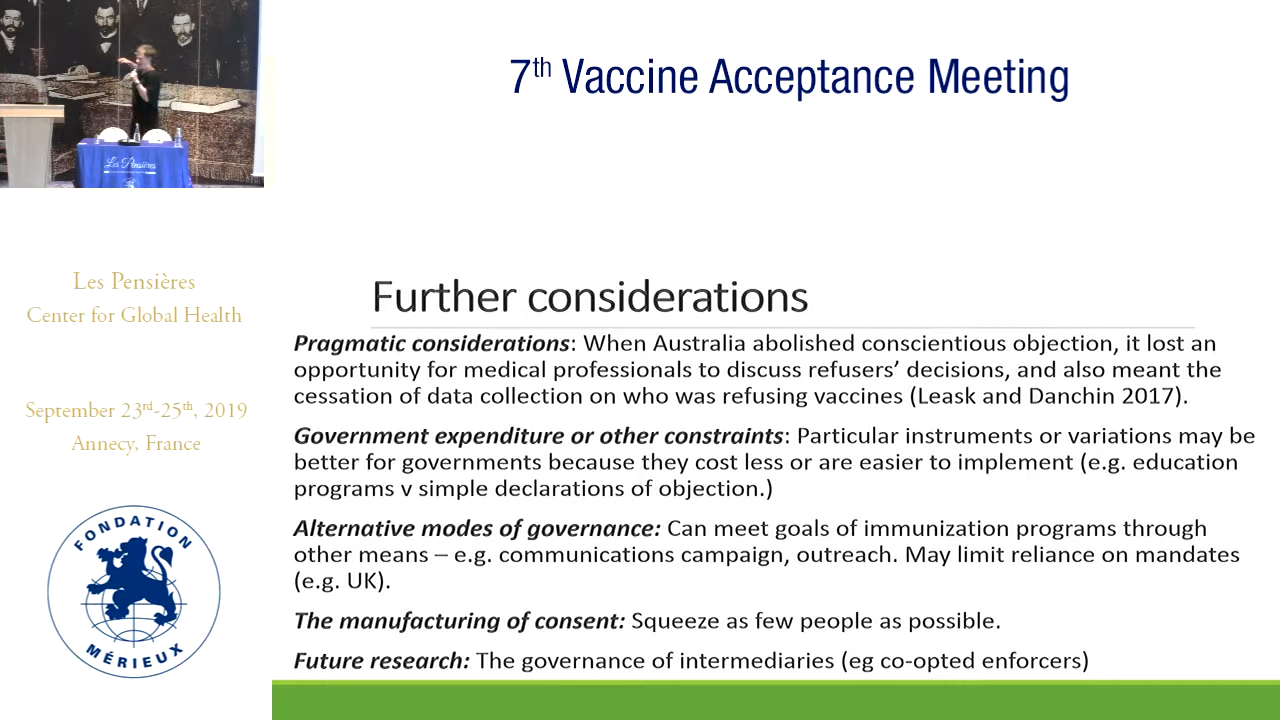 7th Vaccine Acceptance Meeting
Les Pensières
Les Pensières
Center for Global Health
September 23rd-25th, 2019
Annecy, France
FONDATION
MÉRIEUX
Further considerations
Pragmatic considerations: When Australia abolished conscientious objection, it lost an
opportunity for medical professionals to discuss refusers’ decisions, and also meant the
cessation of data collection on who was refusing vaccines (Leask and Danchin 2017).
Government expenditure or other constraints: Particular instruments or variations may be
better for governments because they cost less or are easier to implement (e.g. education
programs v simple declarations of objection.)
Alternative modes of governance: Can meet goals of immunization programs through
other means – e.g. communications campaign, outreach. May limit reliance on mandates
(e.g. UK).
The manufacturing of consent: Squeeze as few people as possible.
Future research: The governance of intermediaries (eg co-opted enforcers)